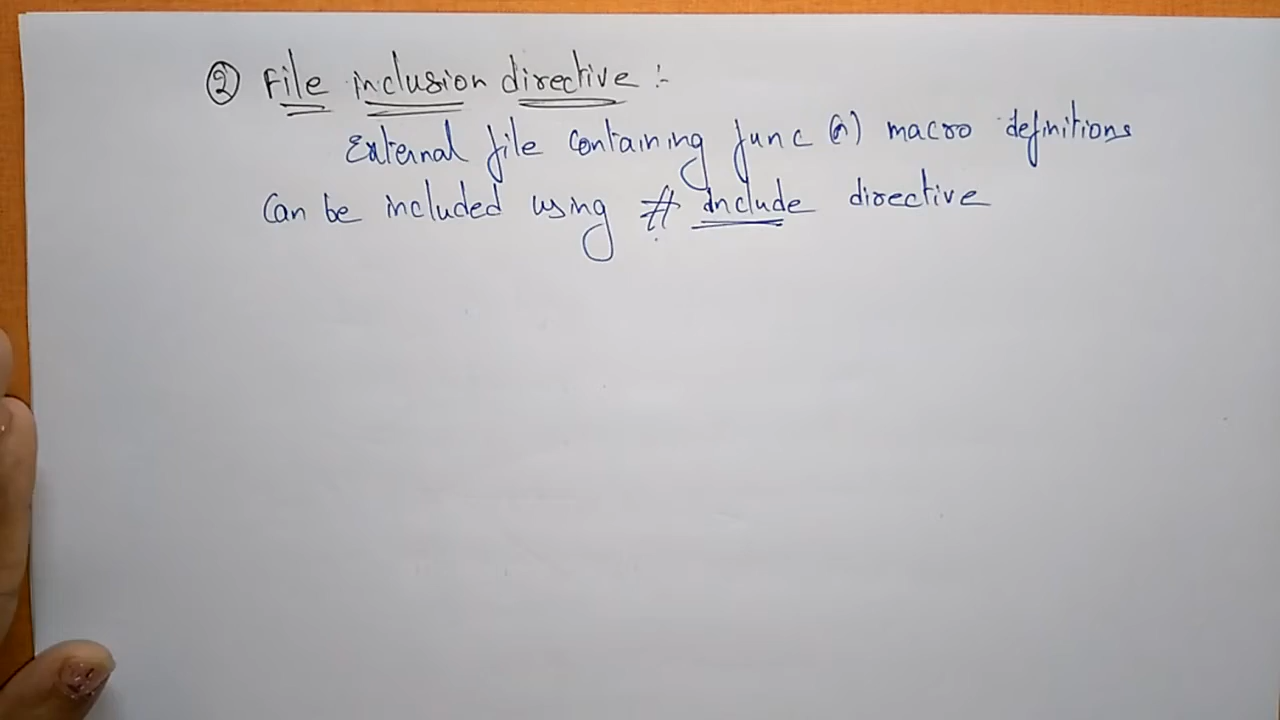 ② File inclusion directive :-
External file containing func (or) macro definitions
Can be included using # include directive